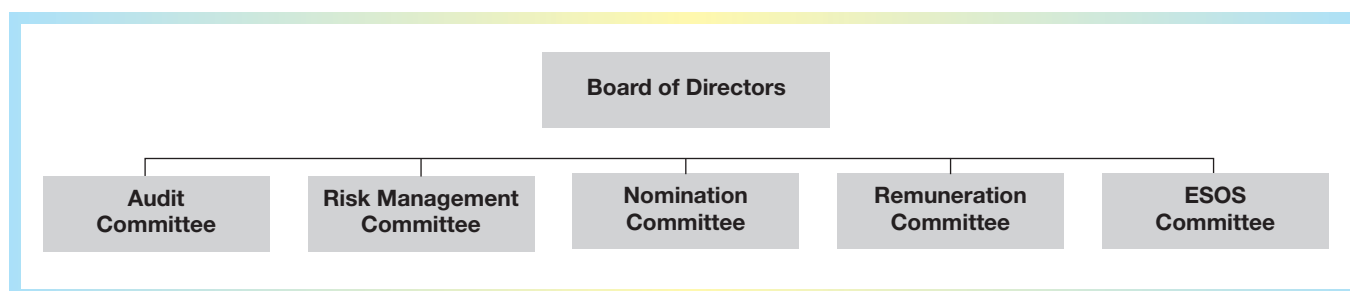 Board of Directors
Audit
Committee
Risk Management
Committee
Nomination
Committee
Remuneration
Committee
ESOS
Committee